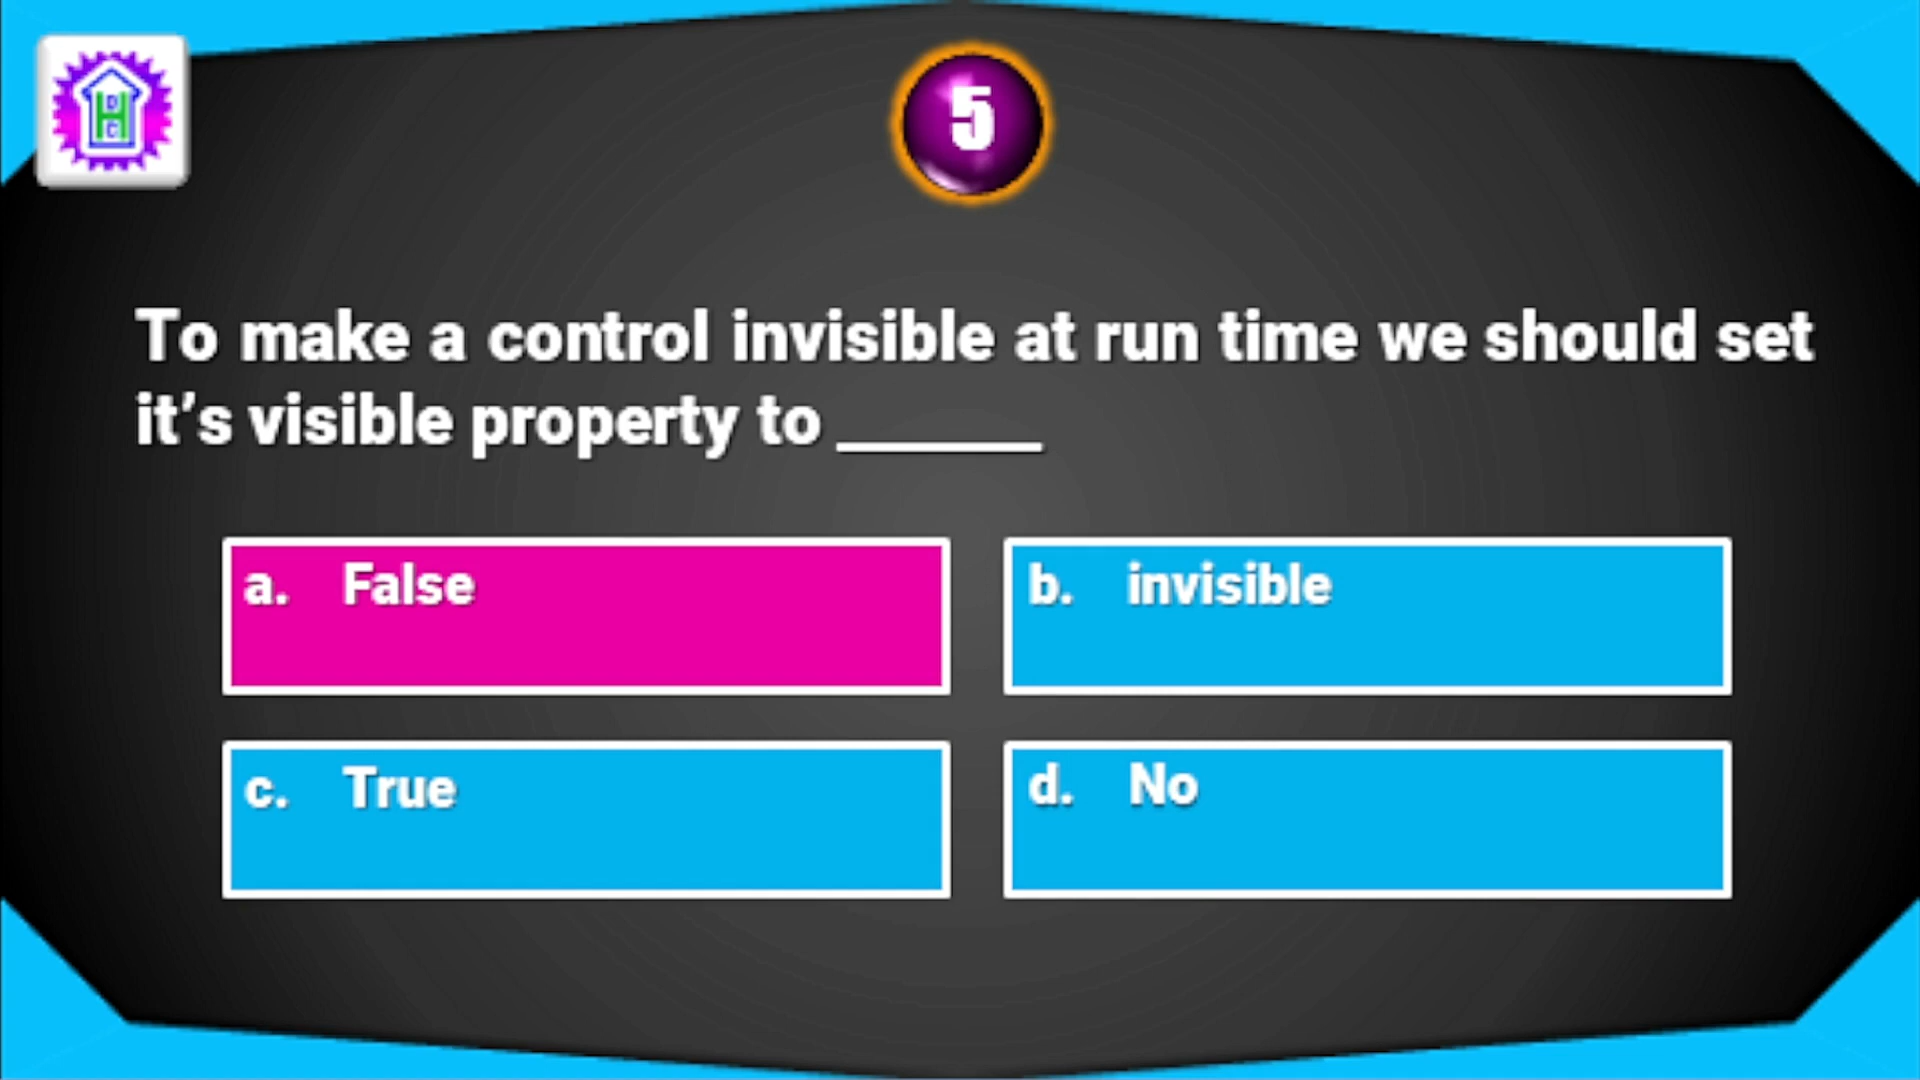 5
To make a control invisible at run time we should set
it’s visible property to ______
a. False
b. invisible
c. True
d. No